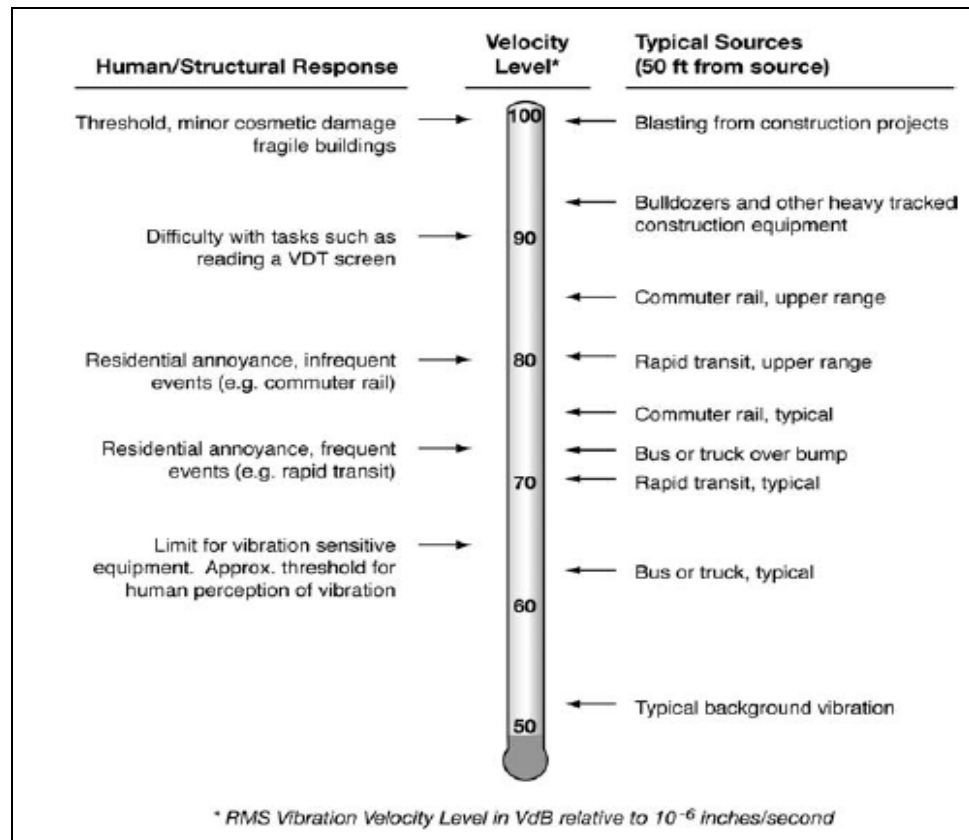 Human/Structural Response
Velocity
Level*
Typical Sources
(50 ft from source)
Threshold, minor cosmetic damage
fragile buildings
100
Blasting from construction projects
Bulldozers and other heavy tracked
construction equipment
Difficulty with tasks such as
reading a VDT screen
90
Commuter rail, upper range
Residential annoyance, infrequent
events (e.g. commuter rail)
80
Rapid transit, upper range
Commuter rail, typical
Residential annoyance, frequent
events (e.g. rapid transit)
Bus or truck over bump
70
Rapid transit, typical
Limit for vibration sensitive
equipment. Approx. threshold for
human perception of vibration
Bus or truck, typical
60
Typical background vibration
50
* RMS Vibration Velocity Level in VdB relative to 10⁻⁶ inches/second